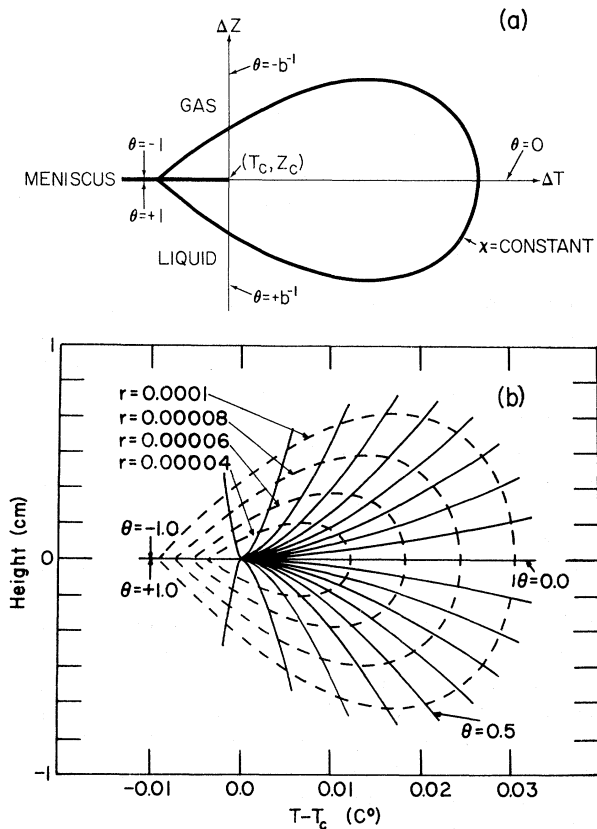 (a)
ΔZ
θ=-b⁻¹
GAS
θ=-1
(T_C, Z_C)
θ=0
MENISCUS
ΔT
θ=+1
χ=CONSTANT
LIQUID
θ=+b⁻¹
(b)
1
r=0.0001
r=0.00008
r=0.00006
r=0.00004
θ=-1.0
0
θ=0.0
θ=+1.0
Height (cm)
θ=0.5
-1
-0.01 0.0 0.01 0.02 0.03
T-T_c (C°)